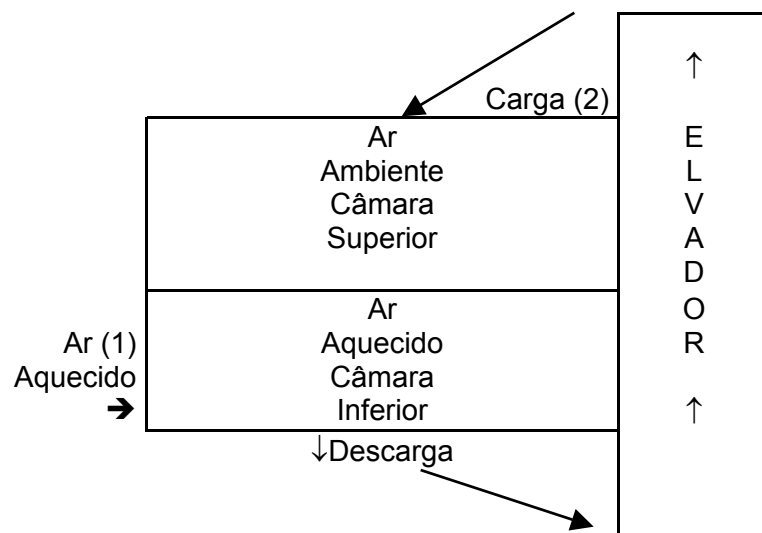 Carga (2)
Ar
Ambiente
Câmara
Superior
Ar
Aquecido
Câmara
Inferior
Ar (1)
Aquecido
➔
↓Descarga
↑
E
L
V
A
D
O
R
↑